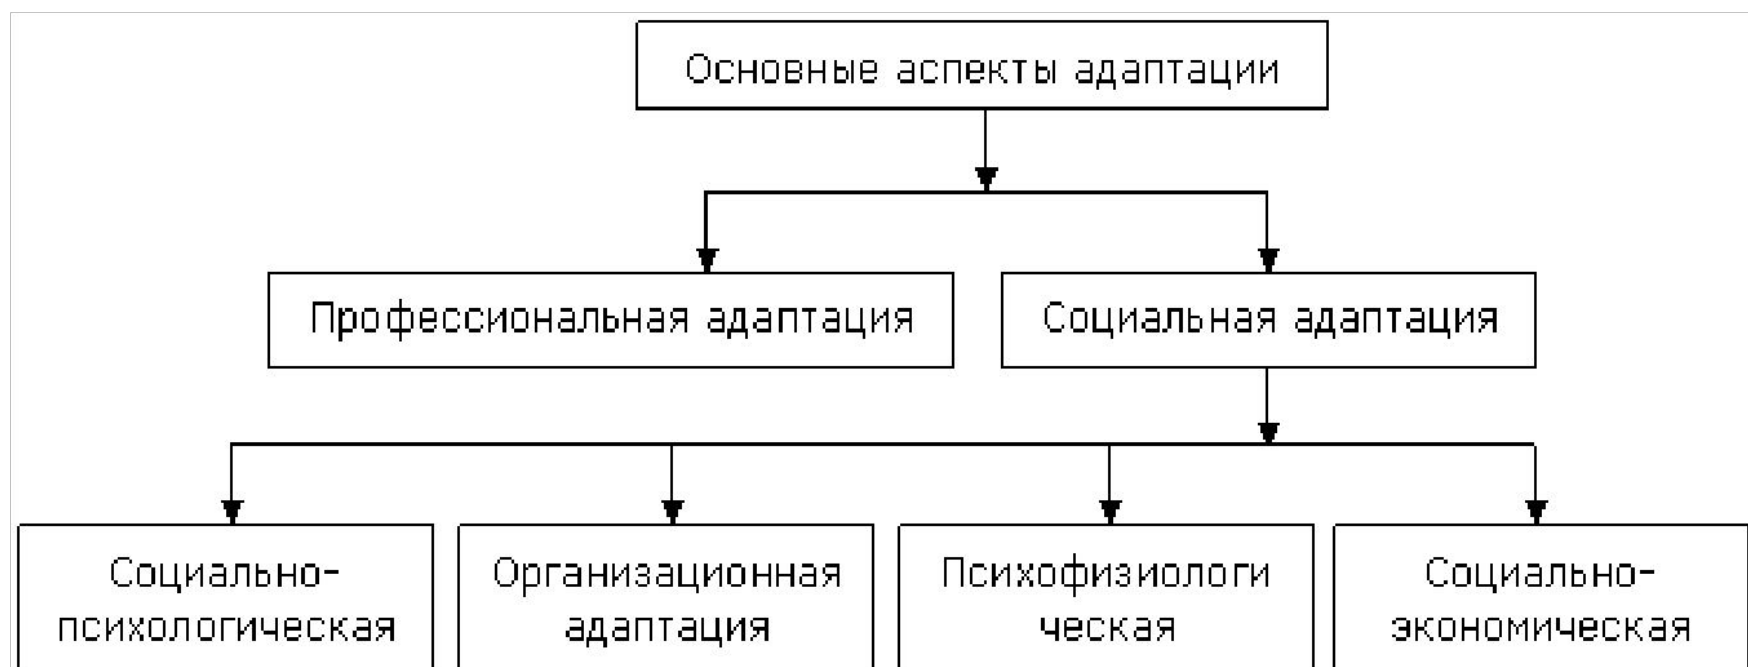 Основные аспекты адаптации
Профессиональная адаптация
Социальная адаптация
Социально-
психологическая
Организационная
адаптация
Психофизиологи
ческая
Социально-
экономическая